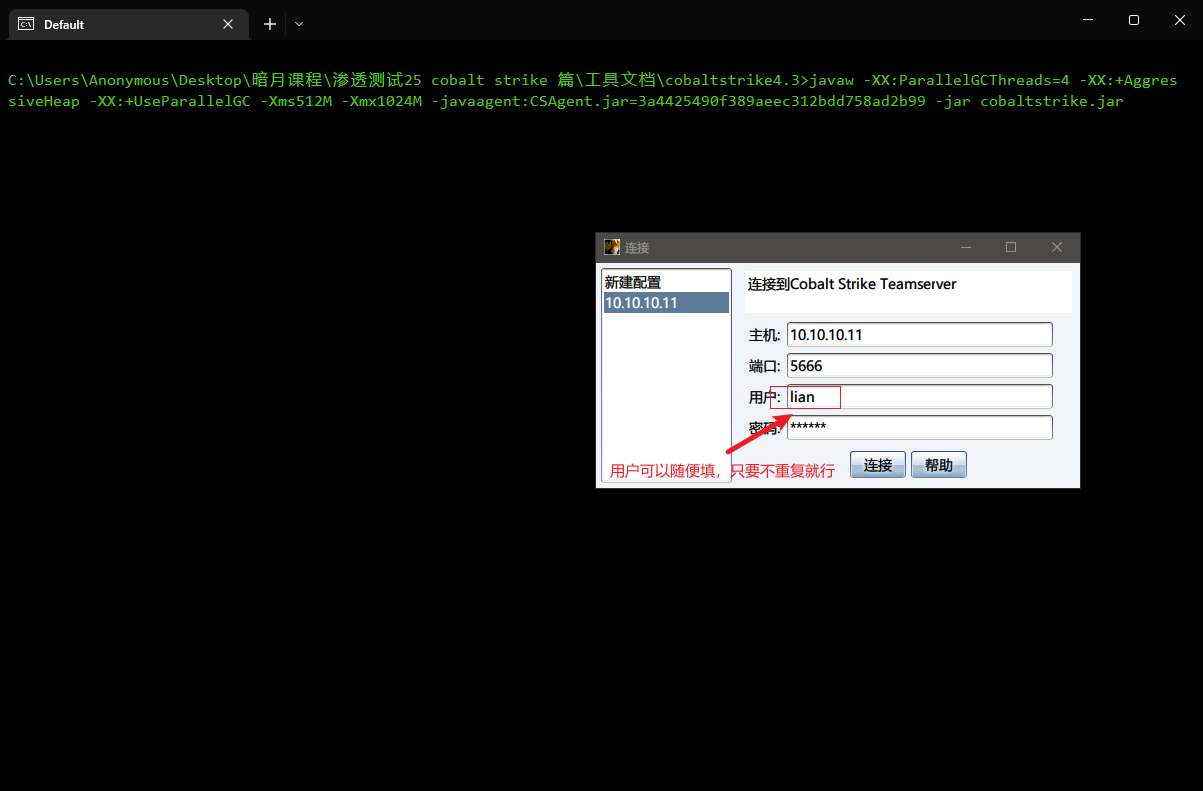 Default
C:\Users\Anonymous\Desktop\暗月课程\渗透测试25 cobalt strike 篇\工具文档\cobaltstrike4.3>javaw -XX:ParallelGCThreads=4 -XX:+Aggres
siveHeap -XX:+UseParallelGC -Xms512M -Xmx1024M -javaagent:CSAgent.jar=3a4425490f389aeec312bdd758ad2b99 -jar cobaltstrike.jar
连接
新建配置
10.10.10.11
连接到Cobalt Strike Teamserver
主机: 10.10.10.11
端口: 5666
用户: lian
密码: ******
用户可以随便填，只要不重复就行
连接 帮助